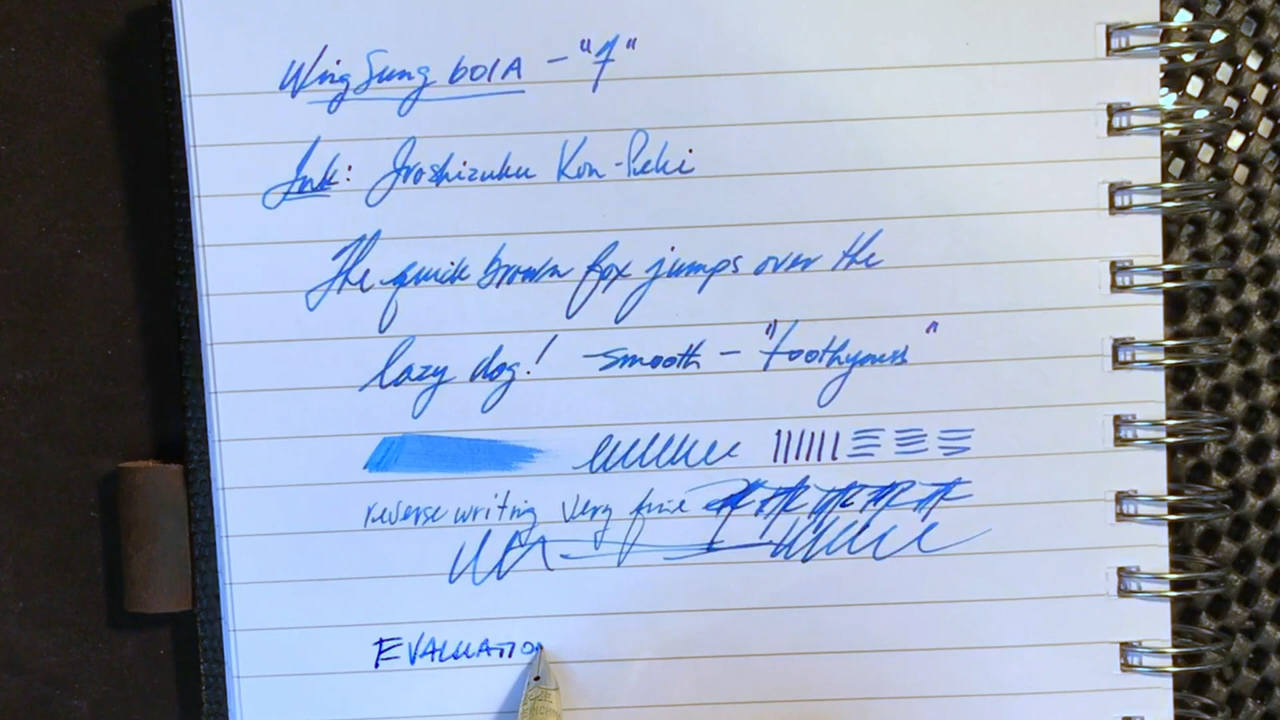 Wing Sung 601A - "f"
Ink: Iroshizuku Kon-Peki
The quick brown fox jumps over the
lazy dog! smooth - "toothyness"
reverse writing very fine
EVALUATIO